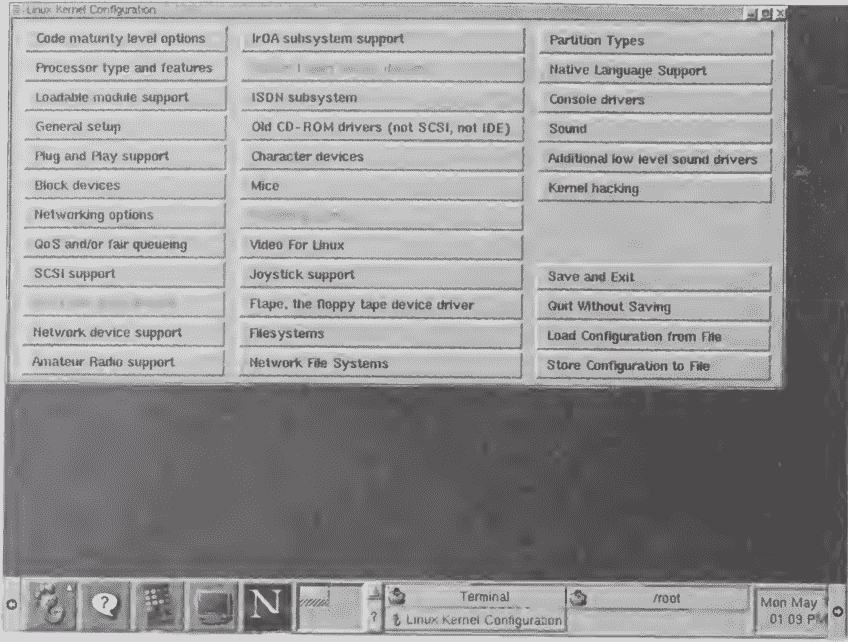 Linux Kernel Configuration
Code maturity level options
Processor type and features
Loadable module support
General setup
Plug and Play support
Block devices
Networking options
QoS and/or fair queueing
SCSI support
Network device support
Amateur Radio support
IrDA subsystem support
ISDN subsystem
Old CD-ROM drivers (not SCSI, not IDE)
Character devices
Mice
Video For Linux
Joystick support
Ftape, the floppy tape device driver
Filesystems
Network File Systems
Partition Types
Native Language Support
Console drivers
Sound
Additional low level sound drivers
Kernel hacking
Save and Exit
Quit Without Saving
Load Configuration from File
Store Configuration to File
?
N
?
Terminal
Linux Kernel Configuration
/root
Mon May
01:09 PM